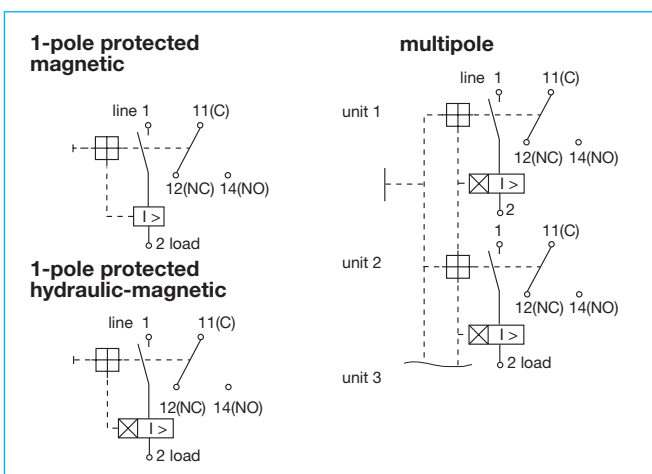 1-pole protected
magnetic
line 1 11(C)
12(NC) 14(NO)
I >
2 load
1-pole protected
hydraulic-magnetic
line 1 11(C)
12(NC) 14(NO)
I >
2 load
multipole
line 1 11(C)
unit 1
12(NC) 14(NO)
I >
2
1 11(C)
unit 2
12(NC) 14(NO)
I >
2 load
unit 3